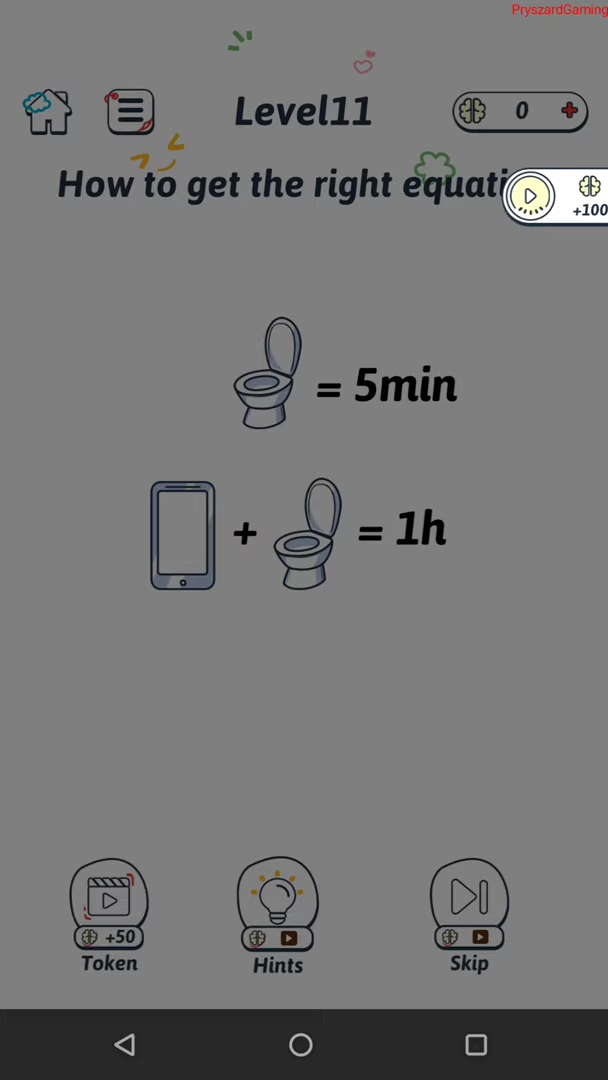 PryszardGaming
Level11
0
How to get the right equati
+100
= 5min
+ = 1h
+50
Token
Hints
Skip